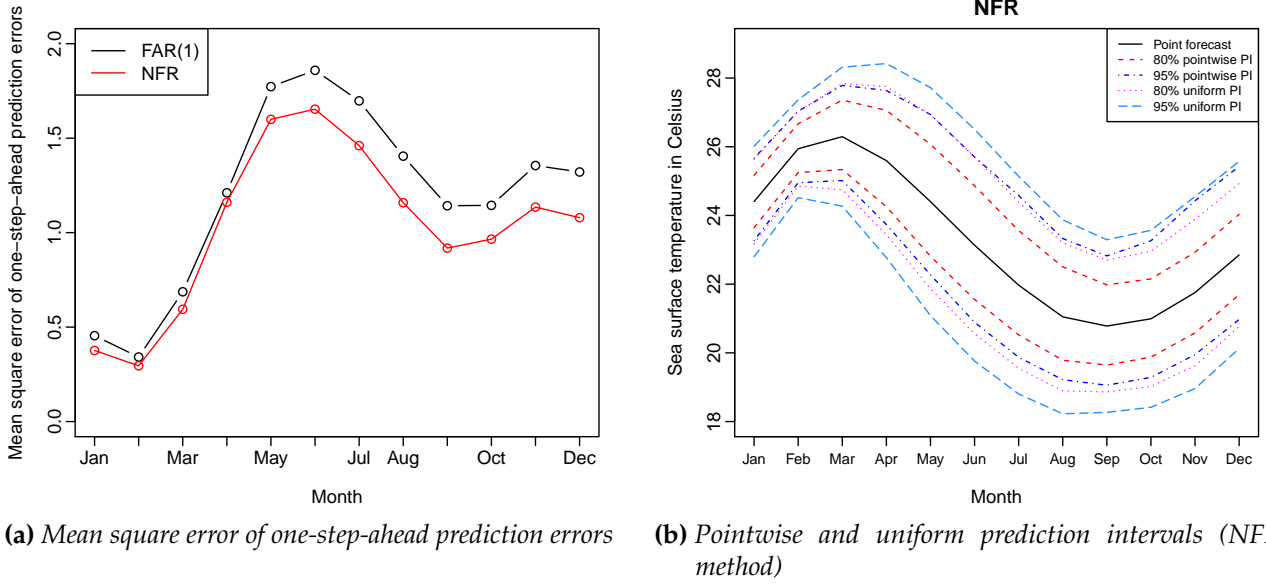 Mean square error of one−step−ahead prediction errors
2.0
1.5
1.0
0.5
0.0
FAR(1)
NFR
Jan
Mar
May
Jul
Aug
Oct
Dec
Month
(a) Mean square error of one-step-ahead prediction errors
NFR
Sea surface temperature in Celsius
28
26
24
22
20
18
Point forecast
80% pointwise PI
95% pointwise PI
80% uniform PI
95% uniform PI
Jan Feb Mar Apr May Jun Jul Aug Sep Oct Nov Dec
Month
(b) Pointwise and uniform prediction intervals
method)